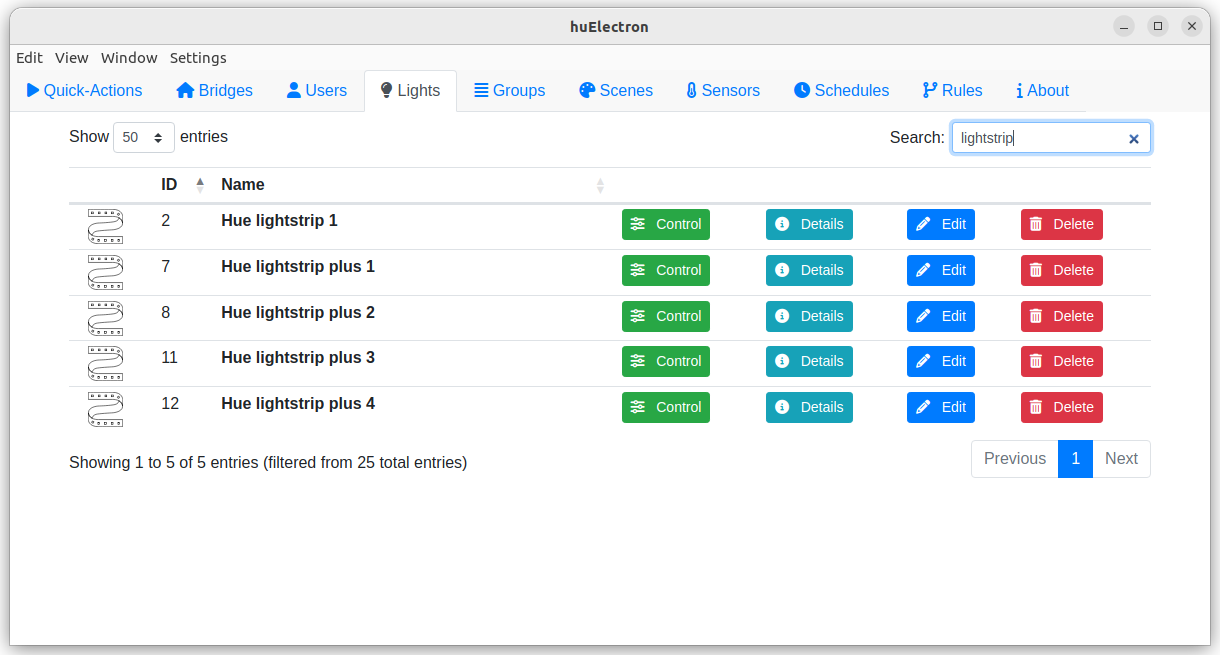 huElectron
Edit View Window Settings
Quick-Actions Bridges Users Lights Groups Scenes Sensors Schedules Rules About
Show 50 entries Search: lightstrip
ID Name
2 Hue lightstrip 1 Control Details Edit Delete
7 Hue lightstrip plus 1 Control Details Edit Delete
8 Hue lightstrip plus 2 Control Details Edit Delete
11 Hue lightstrip plus 3 Control Details Edit Delete
12 Hue lightstrip plus 4 Control Details Edit Delete
Showing 1 to 5 of 5 entries (filtered from 25 total entries) Previous 1 Next